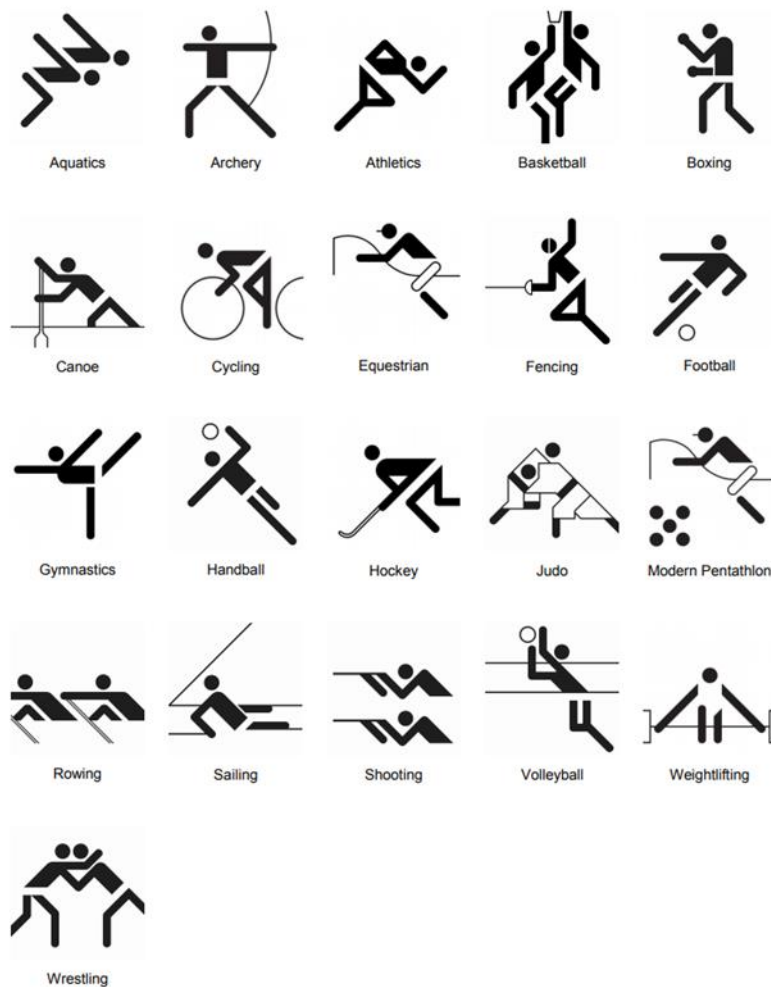 Aquatics
Archery
Athletics
Basketball
Boxing
Canoe
Cycling
Equestrian
Fencing
Football
Gymnastics
Handball
Hockey
Judo
Modern Pentathlon
Rowing
Sailing
Shooting
Volleyball
Weightlifting
Wrestling